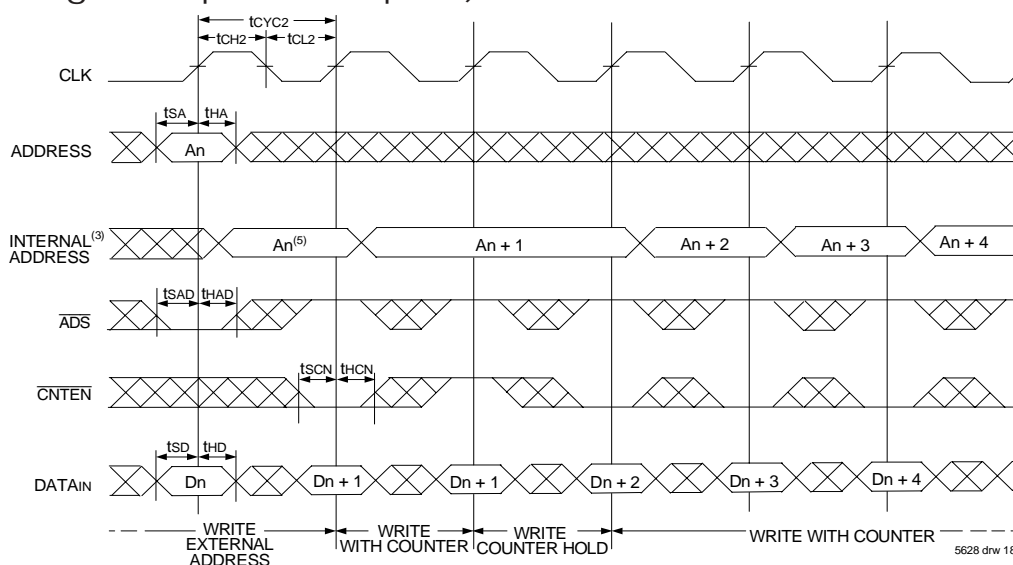 tCYC2
tCH2 tCL2
CLK
tSA tHA
ADDRESS An
INTERNAL(3) ADDRESS An(5) An + 1 An + 2 An + 3 An + 4
tSAD tHAD
ADS
tSCN tHCN
CNTEN
tSD tHD
DATAIN Dn Dn + 1 Dn + 1 Dn + 2 Dn + 3 Dn + 4
WRITE EXTERNAL ADDRESS
WRITE WITH COUNTER
WRITE COUNTER HOLD
WRITE WITH COUNTER
5628 drw 18